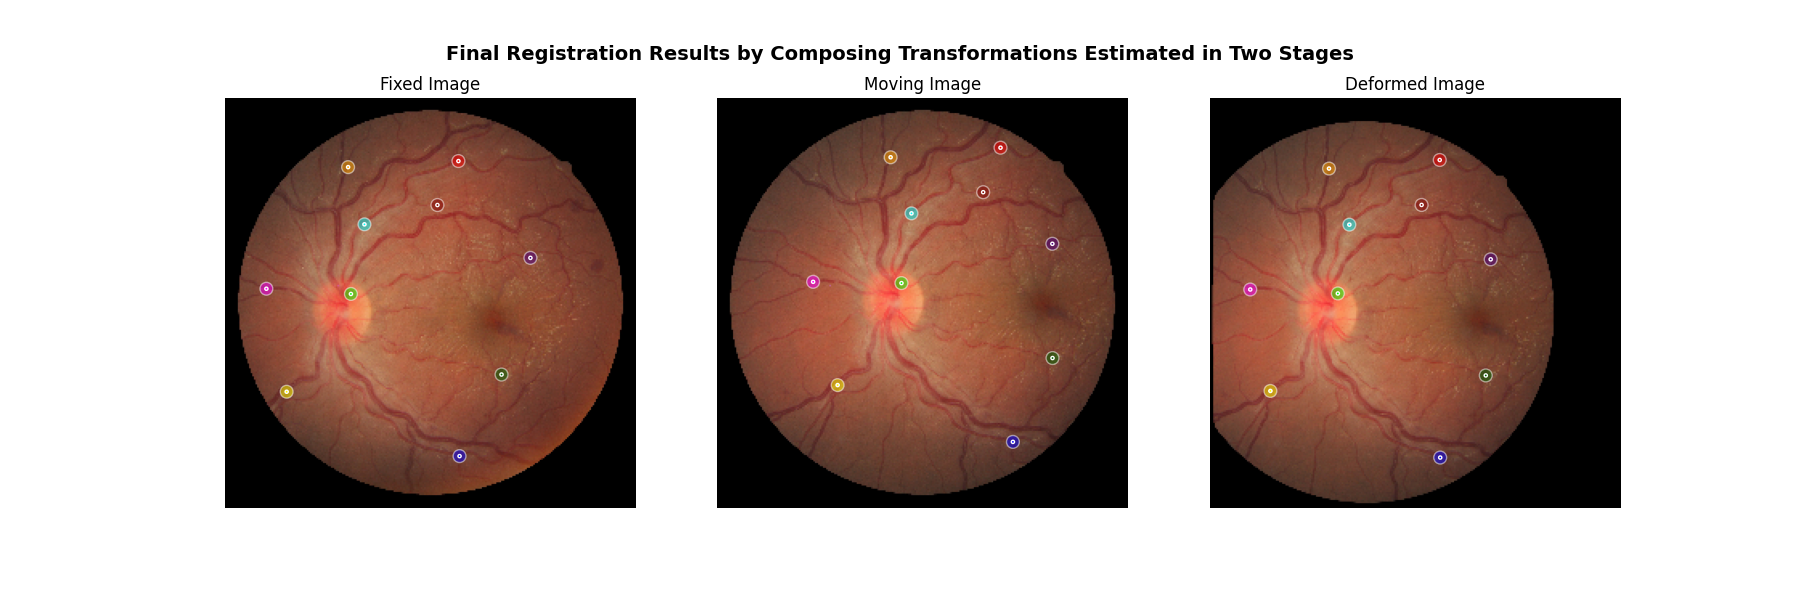 Final Registration Results by Composing Transformations Estimated in Two Stages
Fixed Image
Moving Image
Deformed Image